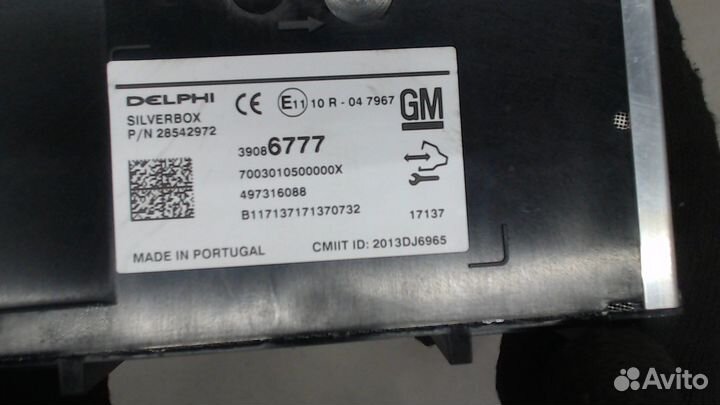 DELPHI
SILVERBOX
P/N 28542972
CE E11 10 R - 04 7967
GM
39086777
7003010500000X
497316088
B117137171370732
17137
MADE IN PORTUGAL
CMIIT ID: 2013DJ6965
Avito